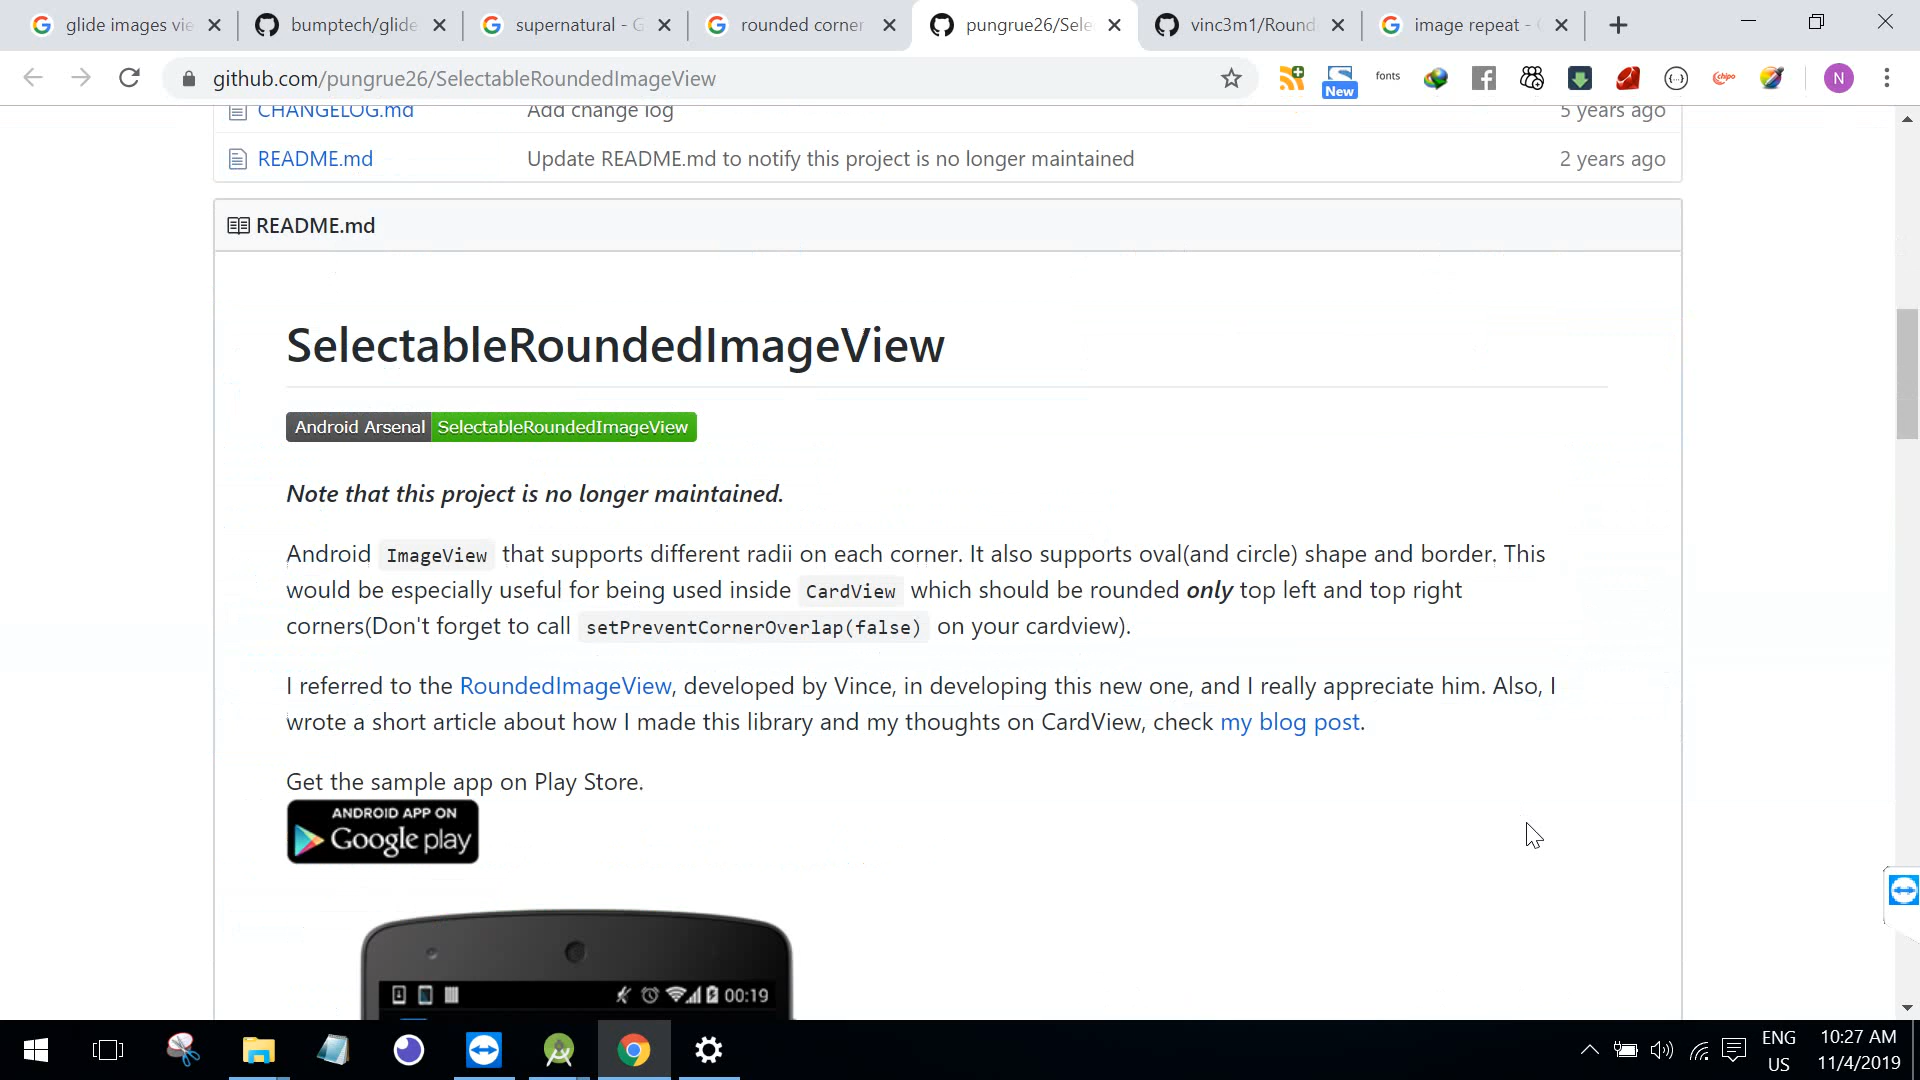 glide images vie
bumptech/glide
supernatural - G
rounded corner
pungrue26/Sele
vinc3m1/Round
image repeat -
github.com/pungrue26/SelectableRoundedImageView
New
fonts
chipo
N
CHANGELOG.md
Add change log
5 years ago
README.md
Update README.md to notify this project is no longer maintained
2 years ago
README.md
SelectableRoundedImageView
Android Arsenal SelectableRoundedImageView
Note that this project is no longer maintained.
Android ImageView that supports different radii on each corner. It also supports oval(and circle) shape and border. This
would be especially useful for being used inside CardView which should be rounded only top left and top right
corners(Don't forget to call setPreventCornerOverlap(false) on your cardview).
I referred to the RoundedImageView, developed by Vince, in developing this new one, and I really appreciate him. Also, I
wrote a short article about how I made this library and my thoughts on CardView, check my blog post.
Get the sample app on Play Store.
ANDROID APP ON
Google play
00:19
ENG
US
10:27 AM
11/4/2019